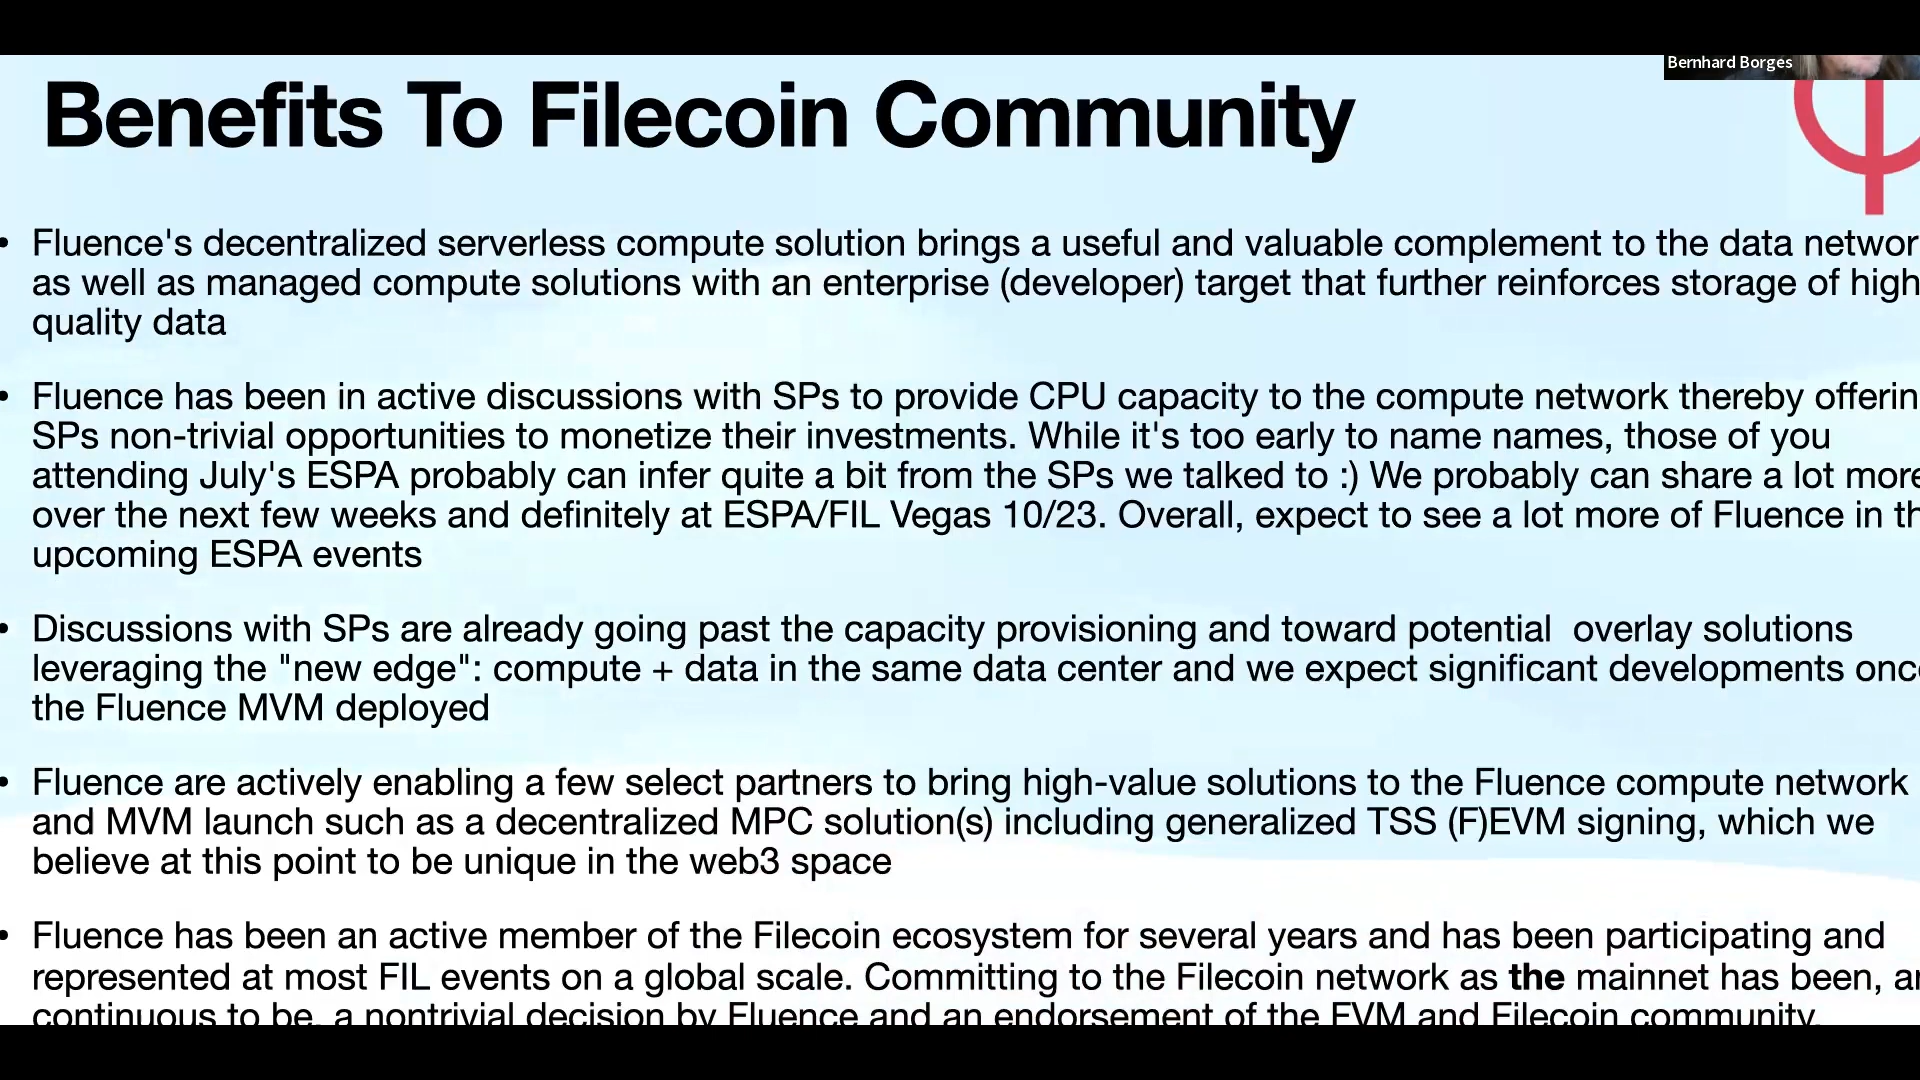 Bernhard Borges
Benefits To Filecoin Community
• Fluence's decentralized serverless compute solution brings a useful and valuable complement to the data networ
as well as managed compute solutions with an enterprise (developer) target that further reinforces storage of high
quality data
• Fluence has been in active discussions with SPs to provide CPU capacity to the compute network thereby offerin
SPs non-trivial opportunities to monetize their investments. While it's too early to name names, those of you
attending July's ESPA probably can infer quite a bit from the SPs we talked to :) We probably can share a lot more
over the next few weeks and definitely at ESPA/FIL Vegas 10/23. Overall, expect to see a lot more of Fluence in th
upcoming ESPA events
• Discussions with SPs are already going past the capacity provisioning and toward potential  overlay solutions
leveraging the "new edge": compute + data in the same data center and we expect significant developments onc
the Fluence MVM deployed
• Fluence are actively enabling a few select partners to bring high-value solutions to the Fluence compute network
and MVM launch such as a decentralized MPC solution(s) including generalized TSS (F)EVM signing, which we
believe at this point to be unique in the web3 space
• Fluence has been an active member of the Filecoin ecosystem for several years and has been participating and
represented at most FIL events on a global scale. Committing to the Filecoin network as the mainnet has been, an
continuous to be, a nontrivial decision by Fluence and an endorsement of the FVM and Filecoin community.